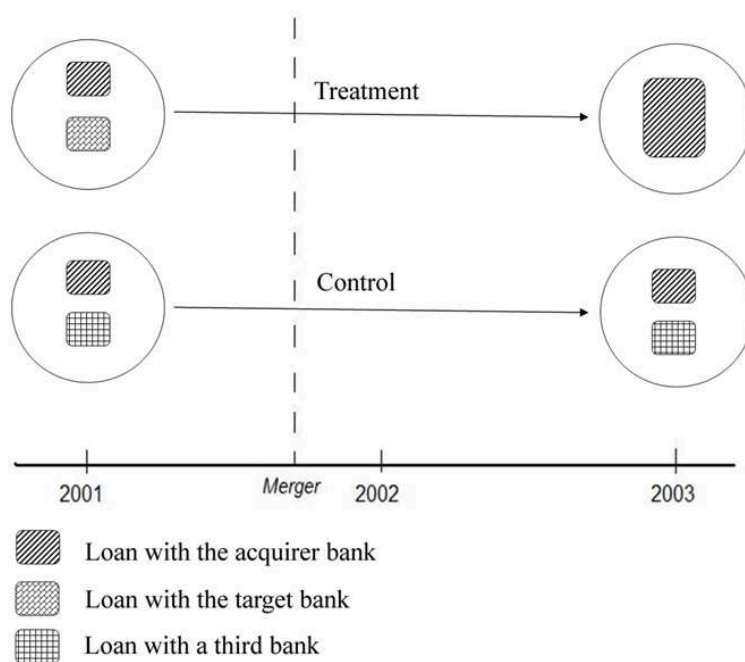 Treatment
Control
2001
Merger
2002
2003
Loan with the acquirer bank
Loan with the target bank
Loan with a third bank